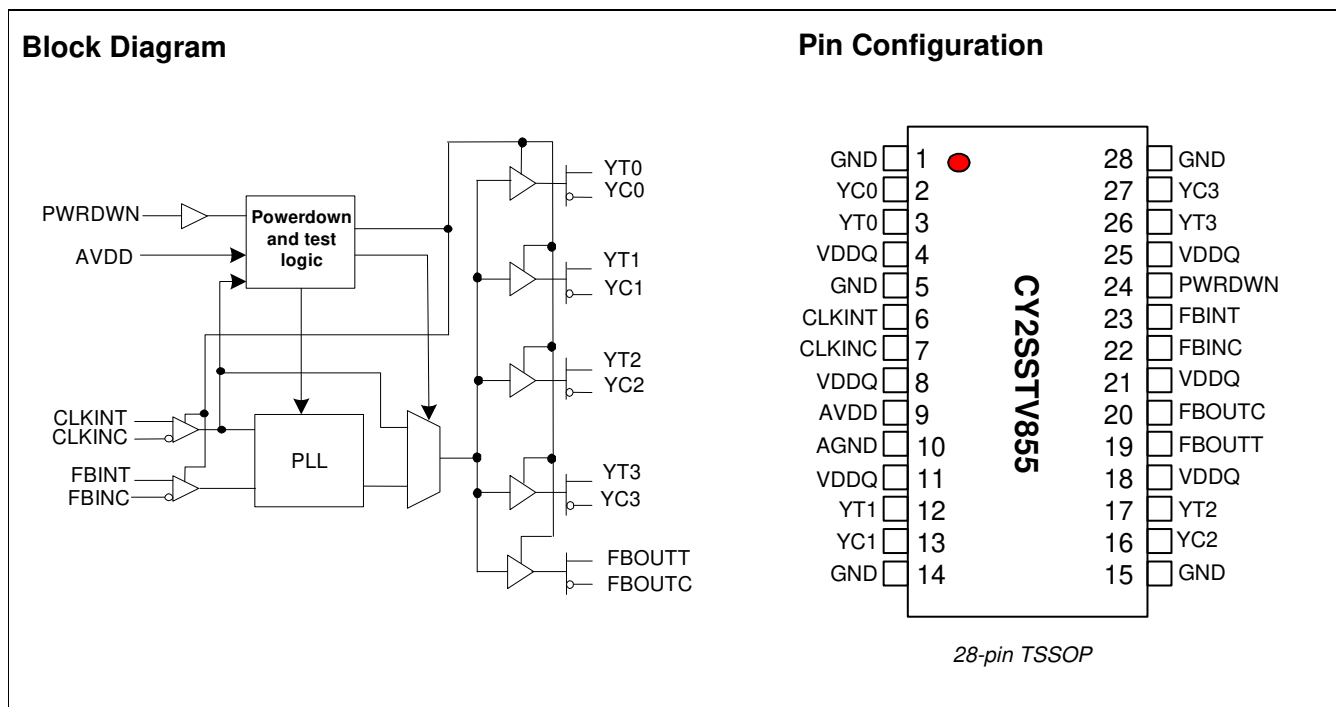 Block Diagram
PWRDWN
AVDD
Powerdown
and test
logic
CLKINT
CLKINC
FBINT
FBINC
PLL
YT0
YC0
YT1
YC1
YT2
YC2
YT3
YC3
FBOUTT
FBOUTC
Pin Configuration
GND 1 28 GND
YC0 2 27 YC3
YT0 3 26 YT3
VDDQ 4 25 VDDQ
GND 5 24 PWRDWN
CLKINT 6 23 FBINT
CLKINC 7 22 FBINC
VDDQ 8 21 VDDQ
AVDD 9 20 FBOUTC
AGND 10 19 FBOUTT
VDDQ 11 18 VDDQ
YT1 12 17 YT2
YC1 13 16 YC2
GND 14 15 GND
CY2SSTV855
28-pin TSSOP